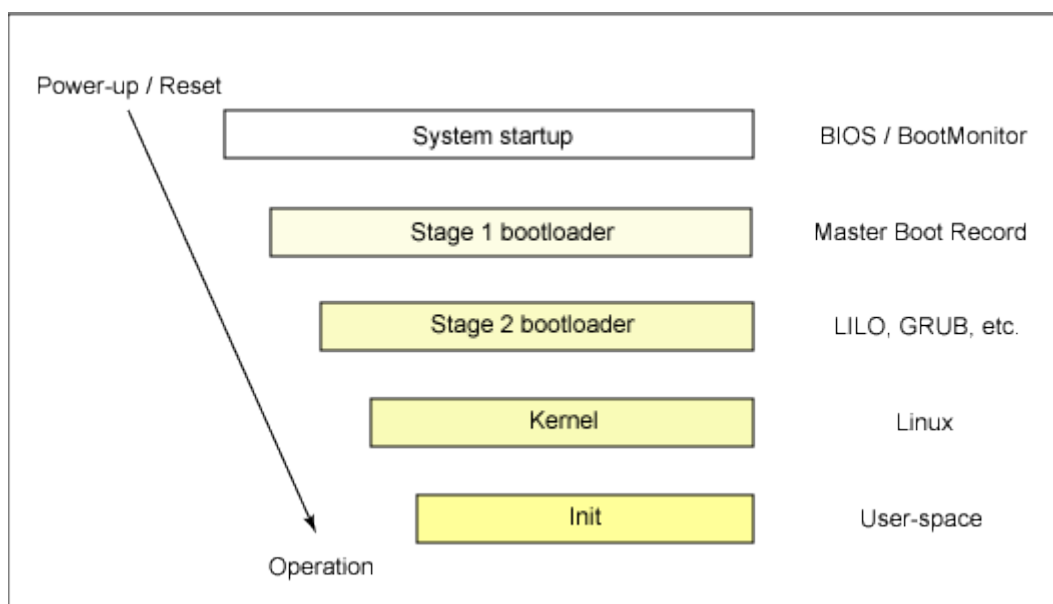 Power-up / Reset
System startup
BIOS / BootMonitor
Stage 1 bootloader
Master Boot Record
Stage 2 bootloader
LILO, GRUB, etc.
Kernel
Linux
Init
User-space
Operation